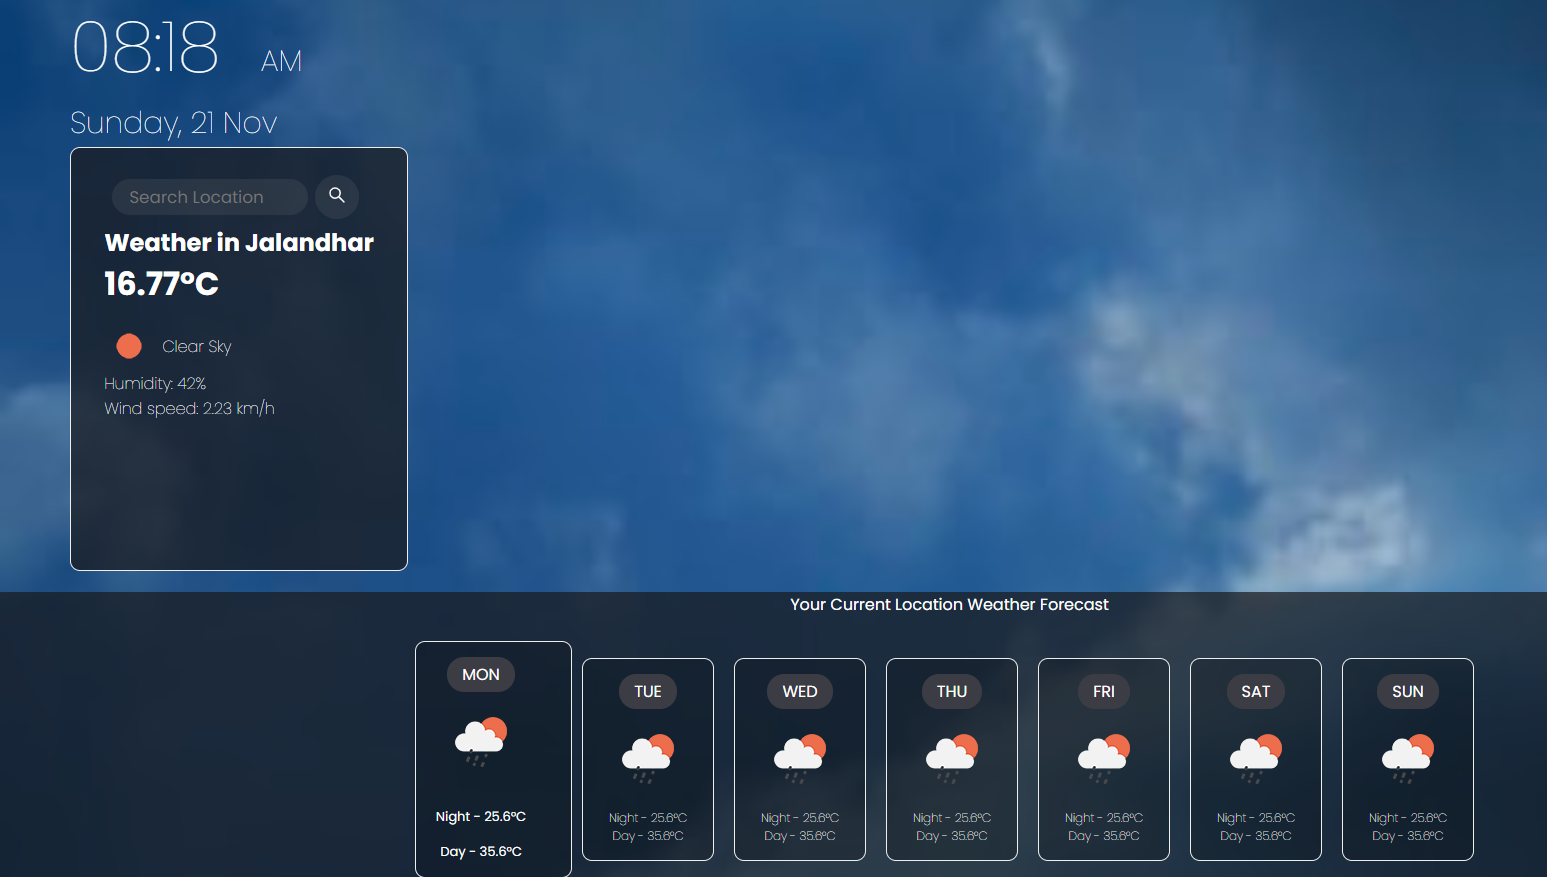 08:18 AM
Sunday, 21 Nov
Search Location
Weather in Jalandhar
16.77°C
Clear Sky
Humidity: 42%
Wind speed: 2.23 km/h
Your Current Location Weather Forecast
MON
Night - 25.6°C
Day - 35.6°C
TUE
Night - 25.6°C
Day - 35.6°C
WED
Night - 25.6°C
Day - 35.6°C
THU
Night - 25.6°C
Day - 35.6°C
FRI
Night - 25.6°C
Day - 35.6°C
SAT
Night - 25.6°C
Day - 35.6°C
SUN
Night - 25.6°C
Day - 35.6°C